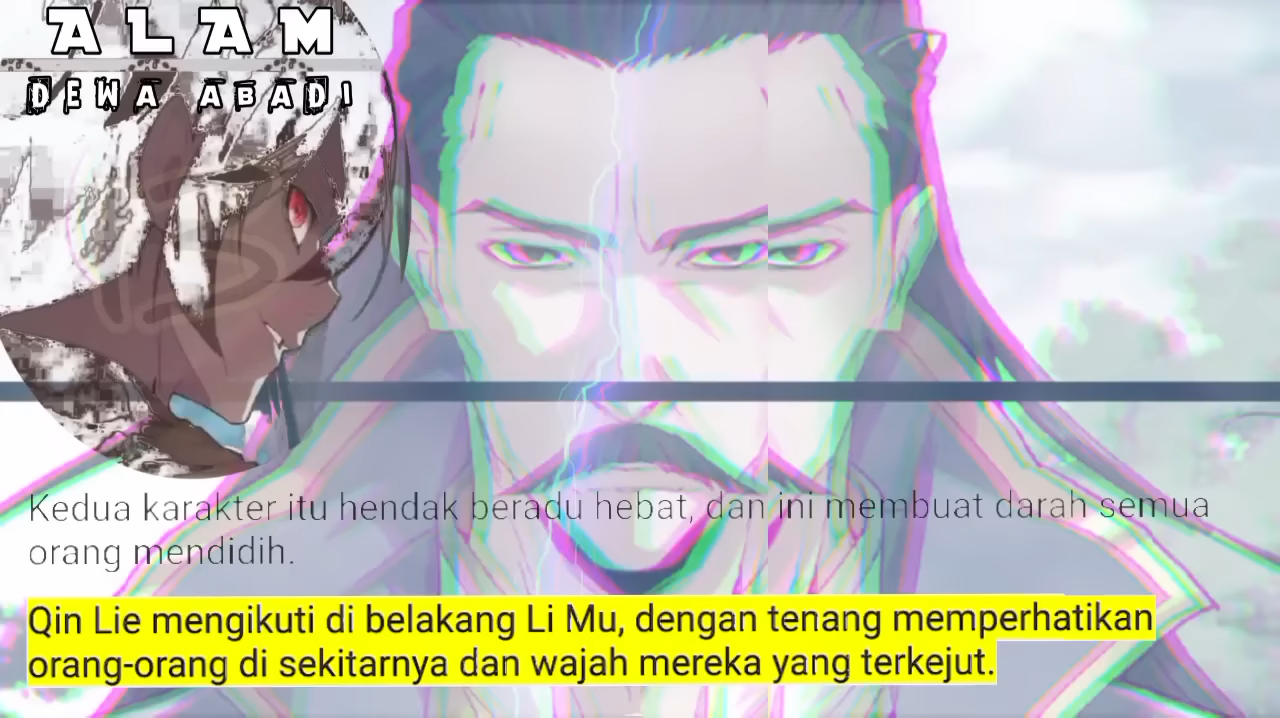 ALAM
DEWA ABADI
Kedua karakter itu hendak beradu hebat, dan ini membuat darah semua
orang mendidih.
Qin Lie mengikuti di belakang Li Mu, dengan tenang memperhatikan
orang-orang di sekitarnya dan wajah mereka yang terkejut.